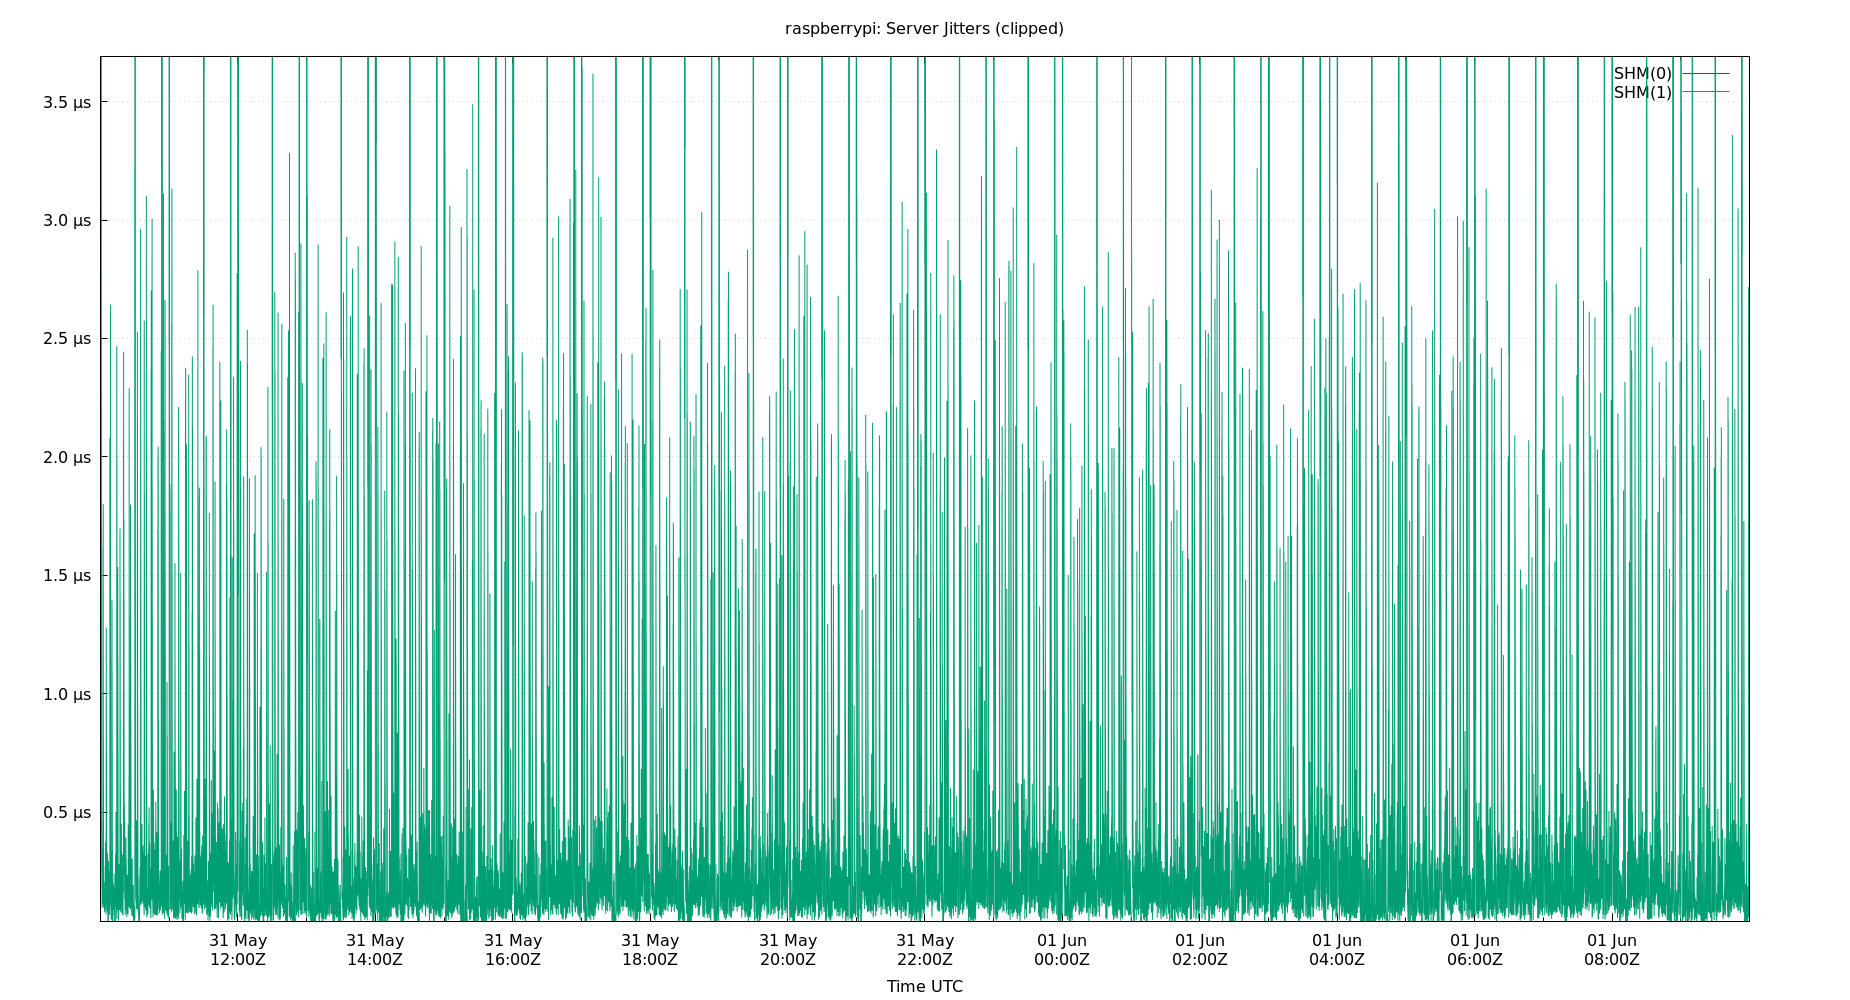 raspberrypi: Server Jitters (clipped)
SHM(0)
SHM(1)
3.5 µs
3.0 µs
2.5 µs
2.0 µs
1.5 µs
1.0 µs
0.5 µs
31 May 31 May 31 May 31 May 31 May 31 May 01 Jun 01 Jun 01 Jun 01 Jun 01 Jun
12:00Z 14:00Z 16:00Z 18:00Z 20:00Z 22:00Z 00:00Z 02:00Z 04:00Z 06:00Z 08:00Z
Time UTC